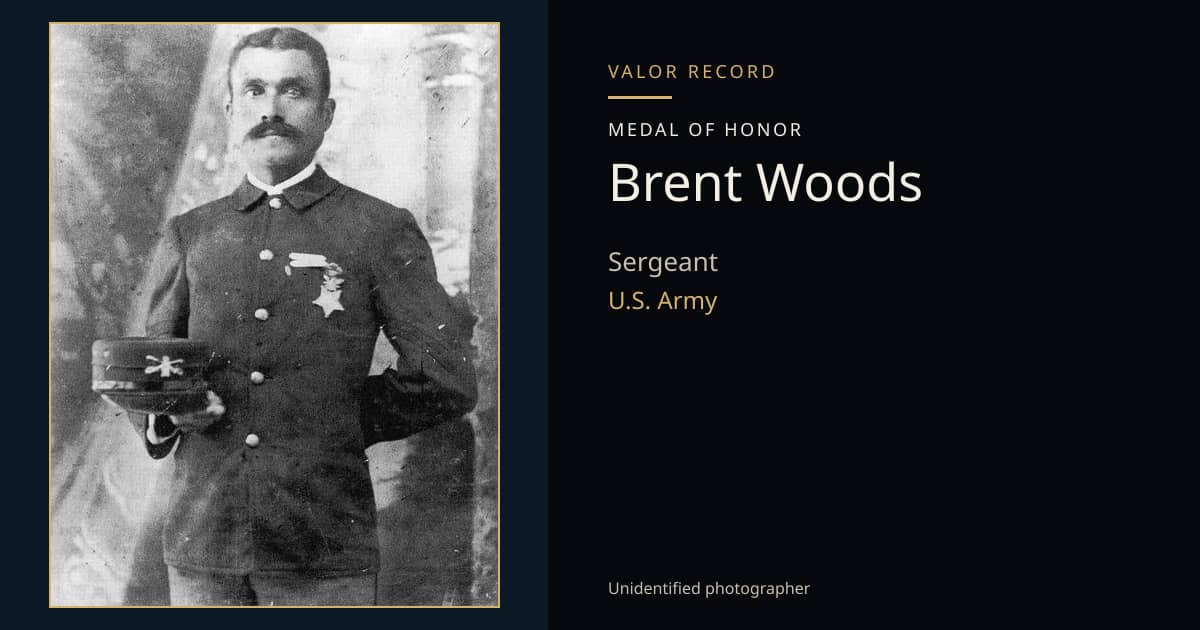 VALOR RECORD
MEDAL OF HONOR
Brent Woods
Sergeant
U.S. Army
Unidentified photographer